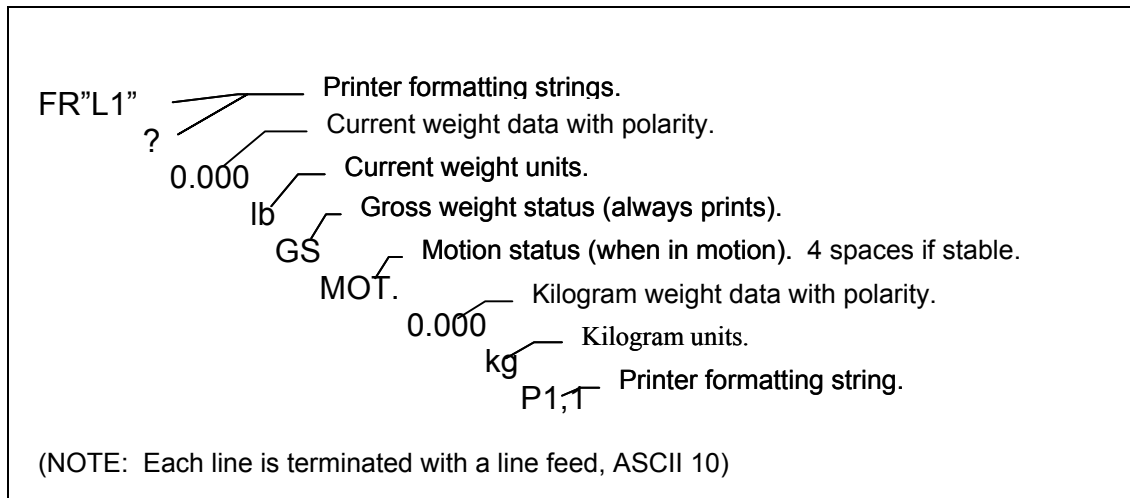 FR”L1”
Printer formatting strings.
?
Current weight data with polarity.
0.000
Current weight units.
lb
Gross weight status (always prints).
GS
Motion status (when in motion).  4 spaces if stable.
MOT.
Kilogram weight data with polarity.
0.000
Kilogram units.
kg
Printer formatting string.
P1,1
(NOTE:  Each line is terminated with a line feed, ASCII 10)